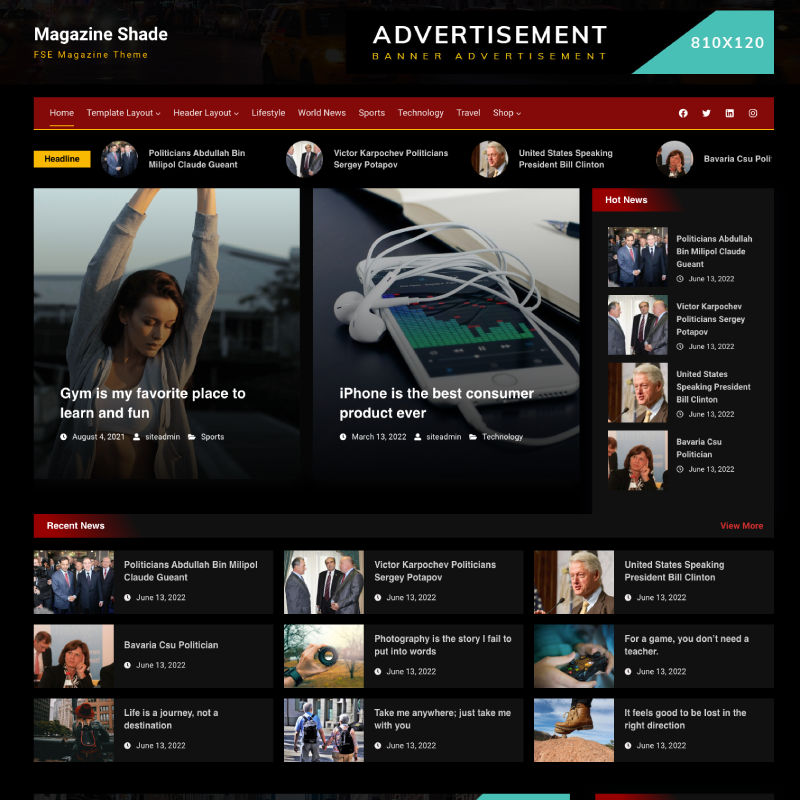 Magazine Shade
FSE Magazine Theme
ADVERTISEMENT
BANNER ADVERTISEMENT
810X120
Home Template Layout Header Layout Lifestyle World News Sports Technology Travel Shop
Headline
Politicians Abdullah Bin
Milipol Claude Gueant
Victor Karpochev Politicians
Sergey Potapov
United States Speaking
President Bill Clinton
Bavaria Csu Poli
Gym is my favorite place to
learn and fun
August 4, 2021 siteadmin Sports
iPhone is the best consumer
product ever
March 13, 2022 siteadmin Technology
Hot News
Politicians Abdullah
Bin Milipol Claude
Gueant
June 13, 2022
Victor Karpochev
Politicians Sergey
Potapov
June 13, 2022
United States
Speaking President
Bill Clinton
June 13, 2022
Bavaria Csu
Politician
June 13, 2022
Recent News
View More
Politicians Abdullah Bin Milipol
Claude Gueant
June 13, 2022
Victor Karpochev Politicians
Sergey Potapov
June 13, 2022
United States Speaking
President Bill Clinton
June 13, 2022
Bavaria Csu Politician
June 13, 2022
Photography is the story I fail to
put into words
June 13, 2022
For a game, you don't need a
teacher.
June 13, 2022
Life is a journey, not a
destination
June 13, 2022
Take me anywhere; just take me
with you
June 13, 2022
It feels good to be lost in the
right direction
June 13, 2022